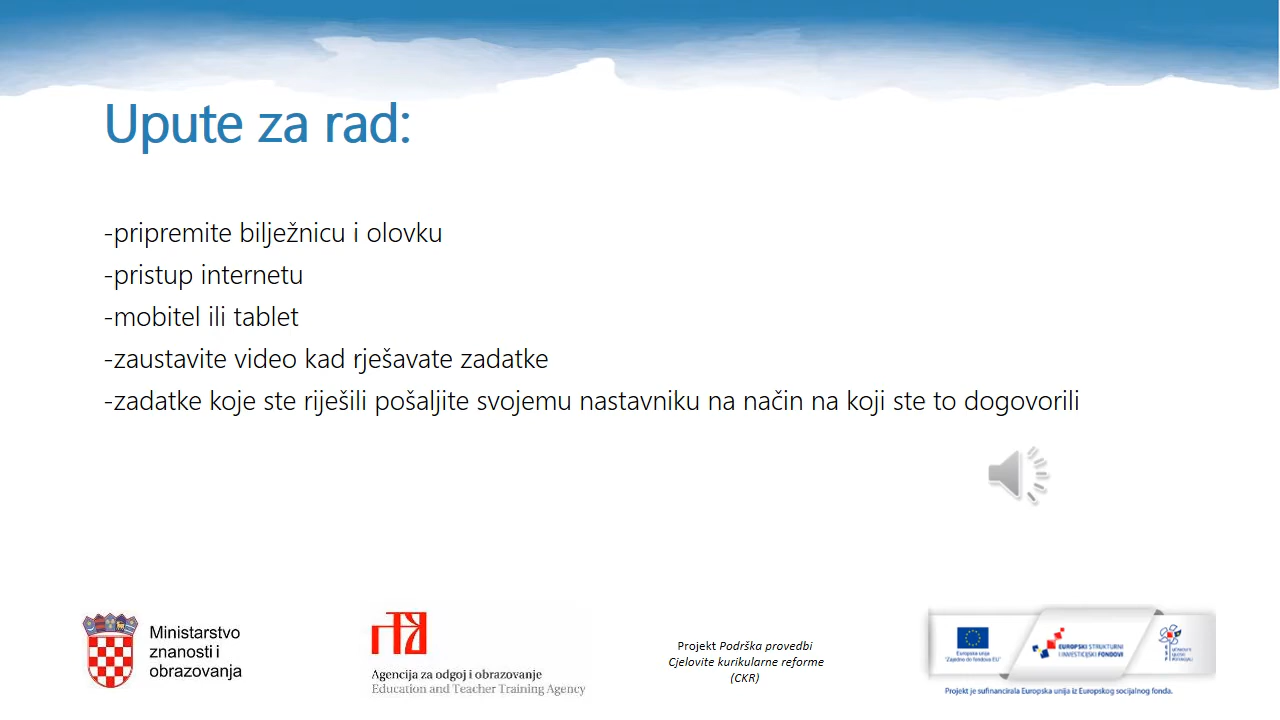 Upute za rad:
-pripremite bilježnicu i olovku
-pristup internetu
-mobitel ili tablet
-zaustavite video kad rješavate zadatke
-zadatke koje ste riješili pošaljite svojemu nastavniku na način na koji ste to dogovorili
Ministarstvo
znanosti i
obrazovanja
Agencija za odgoj i obrazovanje
Education and Teacher Training Agency
Projekt Podrška provedbi
Cjelovite kurikularne reforme
(CKR)
Europska unija
"Zajedno do fondova EU"
EUROPSKI STRUKTURNI
I INVESTICIJSKI FONDOVI
Projekt je sufinancirala Europska unija iz Europskog socijalnog fonda.